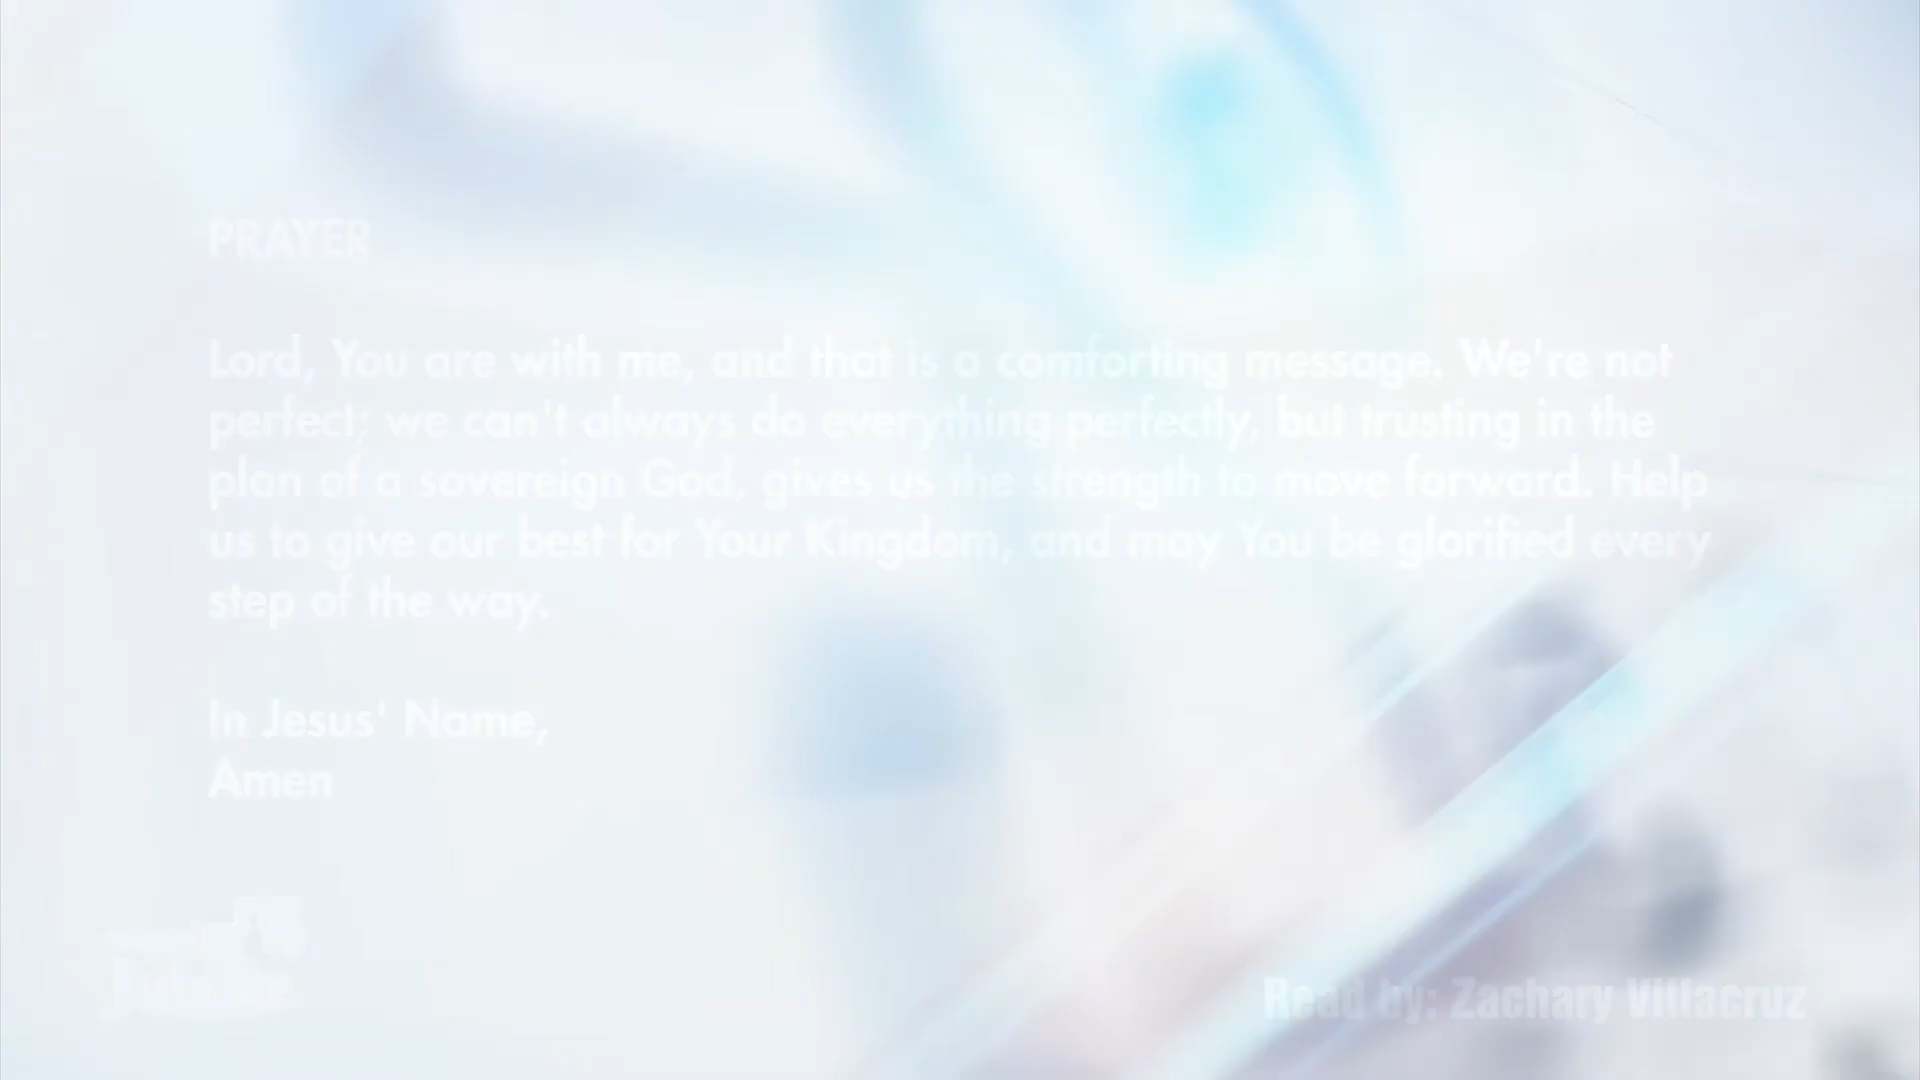 PRAYER
Lord, You are with me, and that is a comforting message. We're not
perfect; we can't always do everything perfectly, but trusting in the
plan of a sovereign God, gives us the strength to move forward. Help
us to give our best for Your Kingdom, and may You be glorified every
step of the way.
In Jesus' Name,
Amen
Read by: Zachary Villacruz